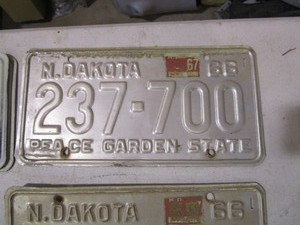 N. DAKOTA 67 66
237-700
PEACE GARDEN STATE
N. DAKOTA 66